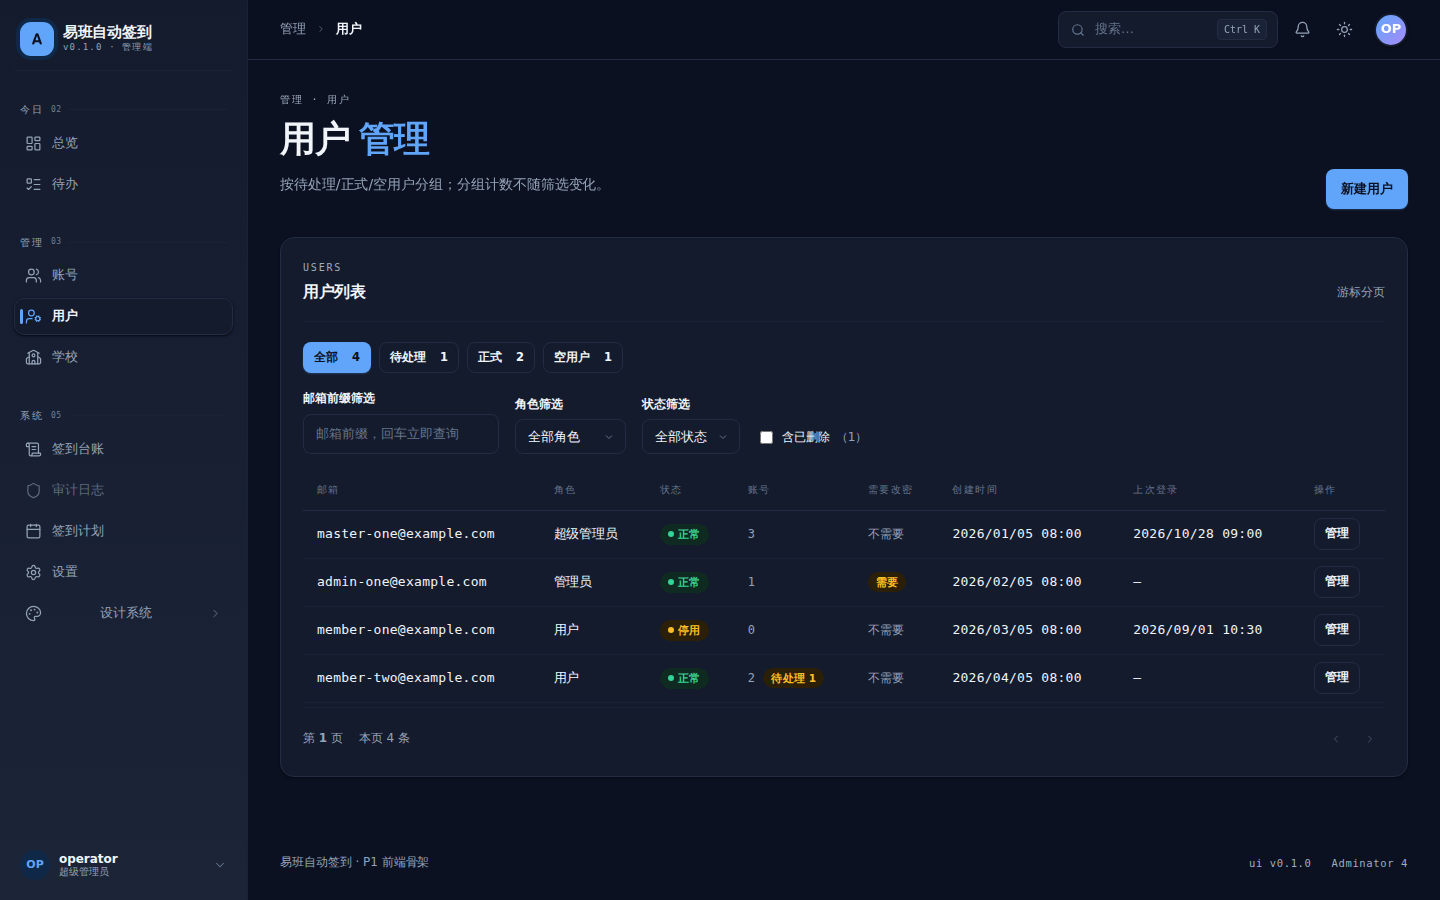 A 易班自动签到
v0.1.0 · 管理端
今日 02
总览
待办
管理 03
账号
用户
学校
系统 05
签到台账
审计日志
签到计划
设置
设计系统
OP operator
超级管理员
管理 › 用户
搜索… Ctrl K OP
管理 · 用户
用户 管理
按待处理/正式/空用户分组；分组计数不随筛选变化。
新建用户
USERS
用户列表
游标分页
全部 4 待处理 1 正式 2 空用户 1
邮箱前缀筛选 角色筛选 状态筛选
邮箱前缀，回车立即查询 全部角色 全部状态 含已删除 （1）
邮箱 角色 状态 账号 需要改密 创建时间 上次登录 操作
master-one@example.com 超级管理员 正常 3 不需要 2026/01/05 08:00 2026/10/28 09:00 管理
admin-one@example.com 管理员 正常 1 需要 2026/02/05 08:00 — 管理
member-one@example.com 用户 停用 0 不需要 2026/03/05 08:00 2026/09/01 10:30 管理
member-two@example.com 用户 正常 2 待处理 1 不需要 2026/04/05 08:00 — 管理
第 1 页 本页 4 条
易班自动签到 · P1 前端骨架
ui v0.1.0 Adminator 4